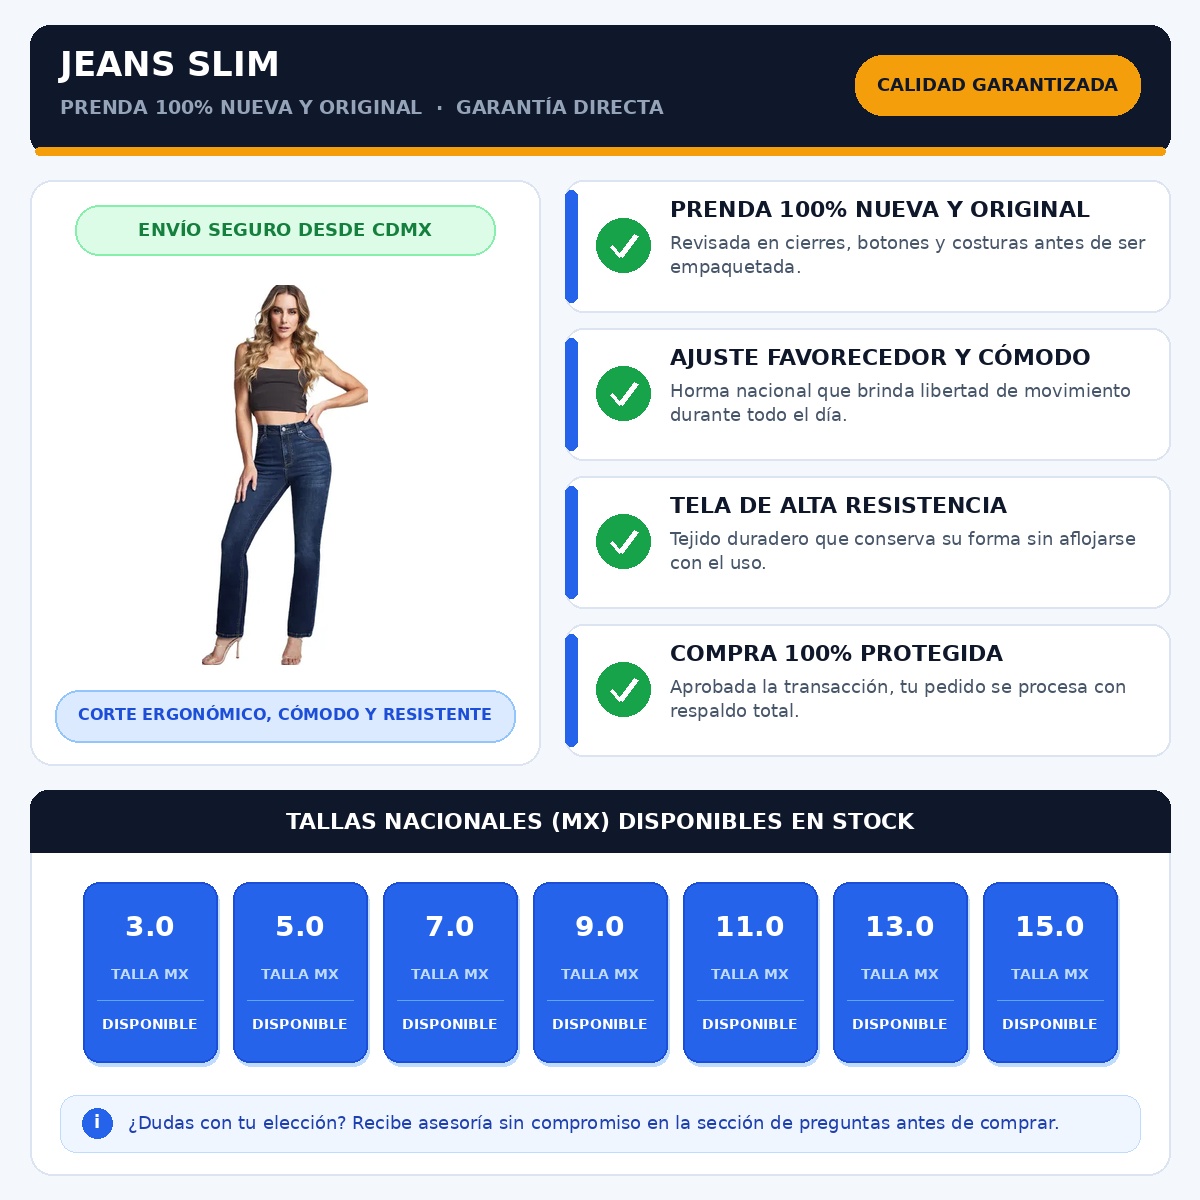 JEANS SLIM
PRENDA 100% NUEVA Y ORIGINAL · GARANTÍA DIRECTA
CALIDAD GARANTIZADA
ENVÍO SEGURO DESDE CDMX
CORTE ERGONÓMICO, CÓMODO Y RESISTENTE
PRENDA 100% NUEVA Y ORIGINAL
Revisada en cierres, botones y costuras antes de ser
empaquetada.
AJUSTE FAVORECEDOR Y CÓMODO
Horma nacional que brinda libertad de movimiento
durante todo el día.
TELA DE ALTA RESISTENCIA
Tejido duradero que conserva su forma sin aflojarse
con el uso.
COMPRA 100% PROTEGIDA
Aprobada la transacción, tu pedido se procesa con
respaldo total.
TALLAS NACIONALES (MX) DISPONIBLES EN STOCK
3.0 5.0 7.0 9.0 11.0 13.0 15.0
TALLA MX TALLA MX TALLA MX TALLA MX TALLA MX TALLA MX TALLA MX
DISPONIBLE DISPONIBLE DISPONIBLE DISPONIBLE DISPONIBLE DISPONIBLE DISPONIBLE
i ¿Dudas con tu elección? Recibe asesoría sin compromiso en la sección de preguntas antes de comprar.